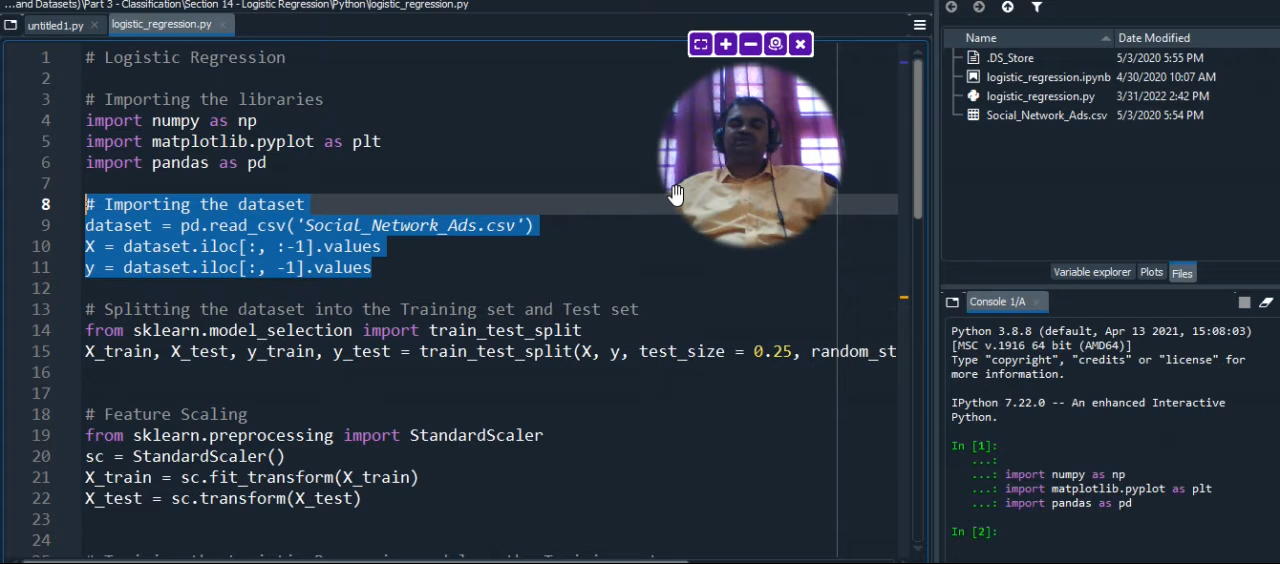 ...and Datasets)\Part 3 - Classification\Section 14 - Logistic Regression\Python\logistic_regression.py
untitled1.py
logistic_regression.py
1 # Logistic Regression
2
3 # Importing the libraries
4 import numpy as np
5 import matplotlib.pyplot as plt
6 import pandas as pd
7
8 # Importing the dataset
9 dataset = pd.read_csv('Social_Network_Ads.csv')
10 X = dataset.iloc[:, :-1].values
11 y = dataset.iloc[:, -1].values
12
13 # Splitting the dataset into the Training set and Test set
14 from sklearn.model_selection import train_test_split
15 X_train, X_test, y_train, y_test = train_test_split(X, y, test_size = 0.25, random_st
16
17
18 # Feature Scaling
19 from sklearn.preprocessing import StandardScaler
20 sc = StandardScaler()
21 X_train = sc.fit_transform(X_train)
22 X_test = sc.transform(X_test)
23
24
Name Date Modified
.DS_Store 5/3/2020 5:55 PM
logistic_regression.ipynb 4/30/2020 10:07 AM
logistic_regression.py 3/31/2022 2:42 PM
Social_Network_Ads.csv 5/3/2020 5:54 PM
Variable explorer Plots Files
Console 1/A
Python 3.8.8 (default, Apr 13 2021, 15:08:03)
[MSC v.1916 64 bit (AMD64)]
Type "copyright", "credits" or "license" for
more information.
IPython 7.22.0 -- An enhanced Interactive
Python.
In [1]:
...:
...: import numpy as np
...: import matplotlib.pyplot as plt
...: import pandas as pd
In [2]: